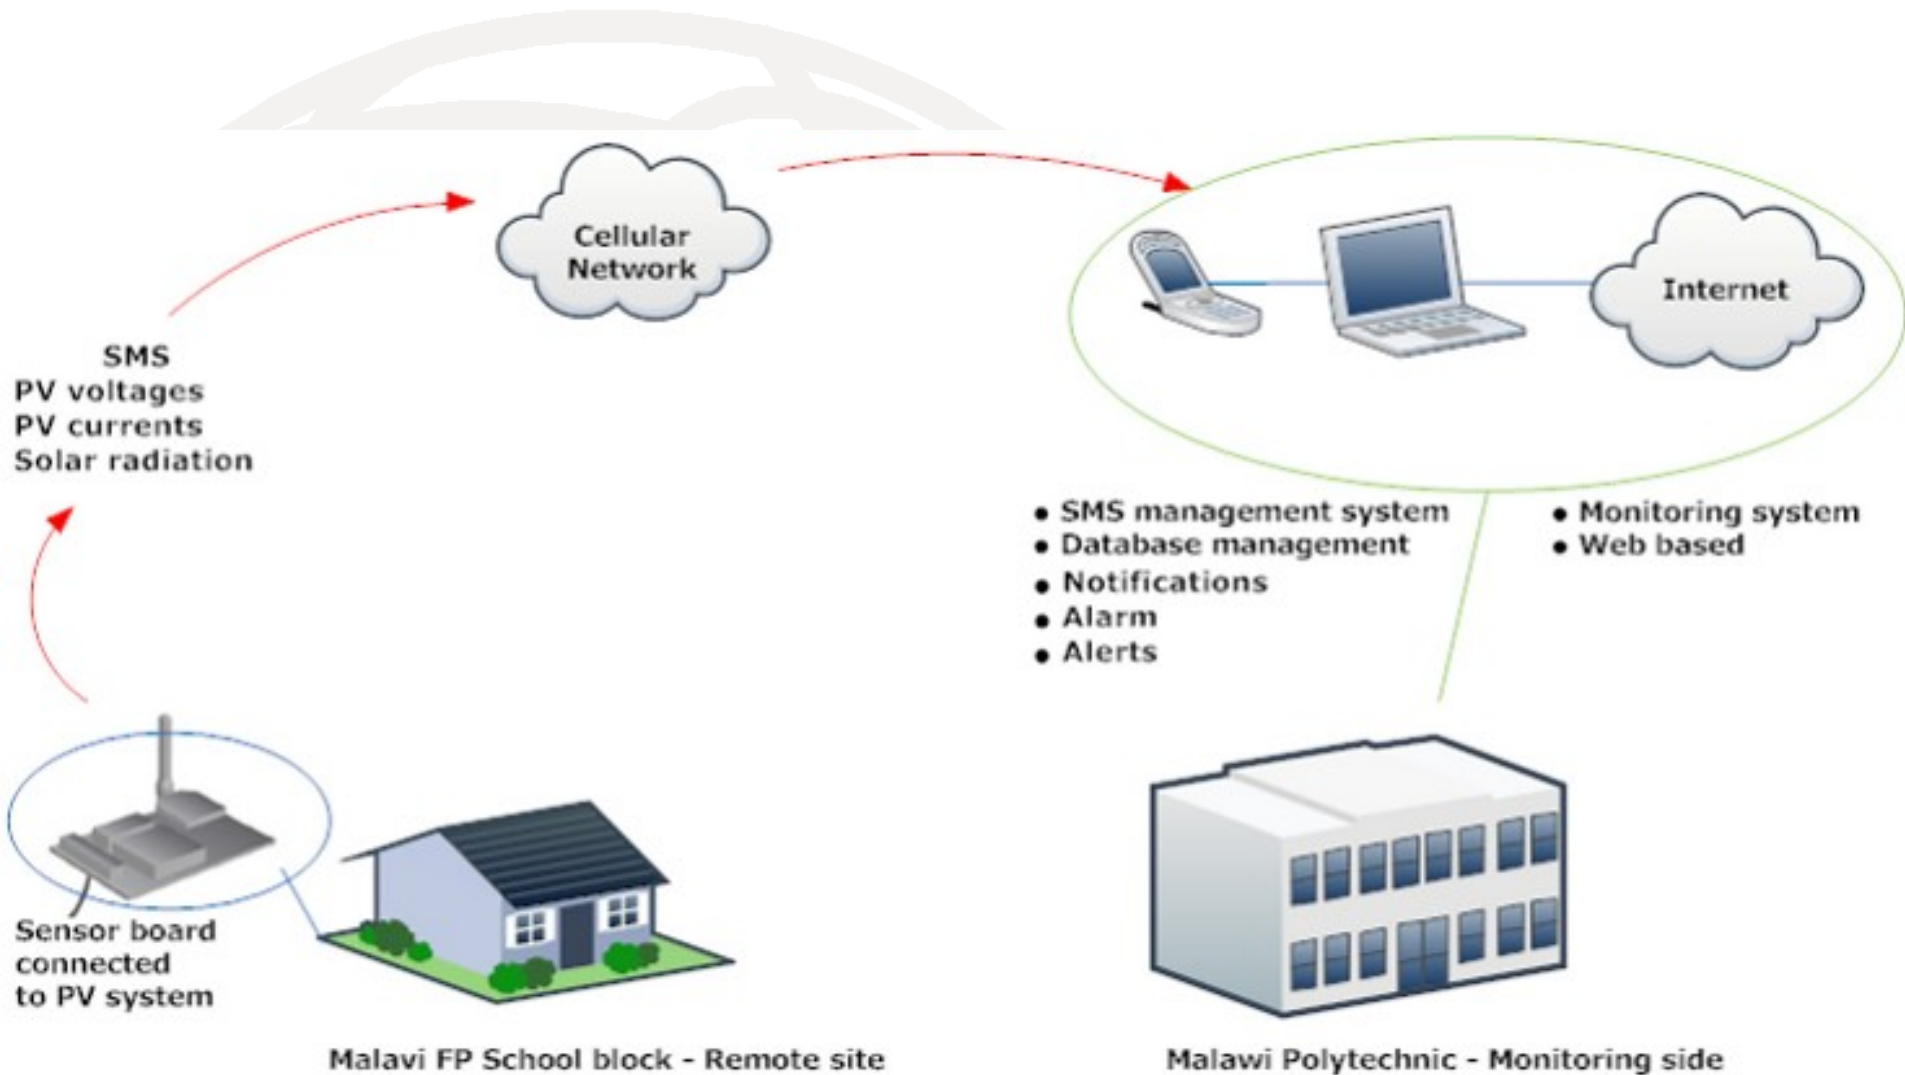 Cellular
Network
Internet
SMS
PV voltages
PV currents
Solar radiation
● SMS management system
● Database management
● Notifications
● Alarm
● Alerts
● Monitoring system
● Web based
Sensor board
connected
to PV system
Malavi FP School block - Remote site
Malawi Polytechnic - Monitoring side